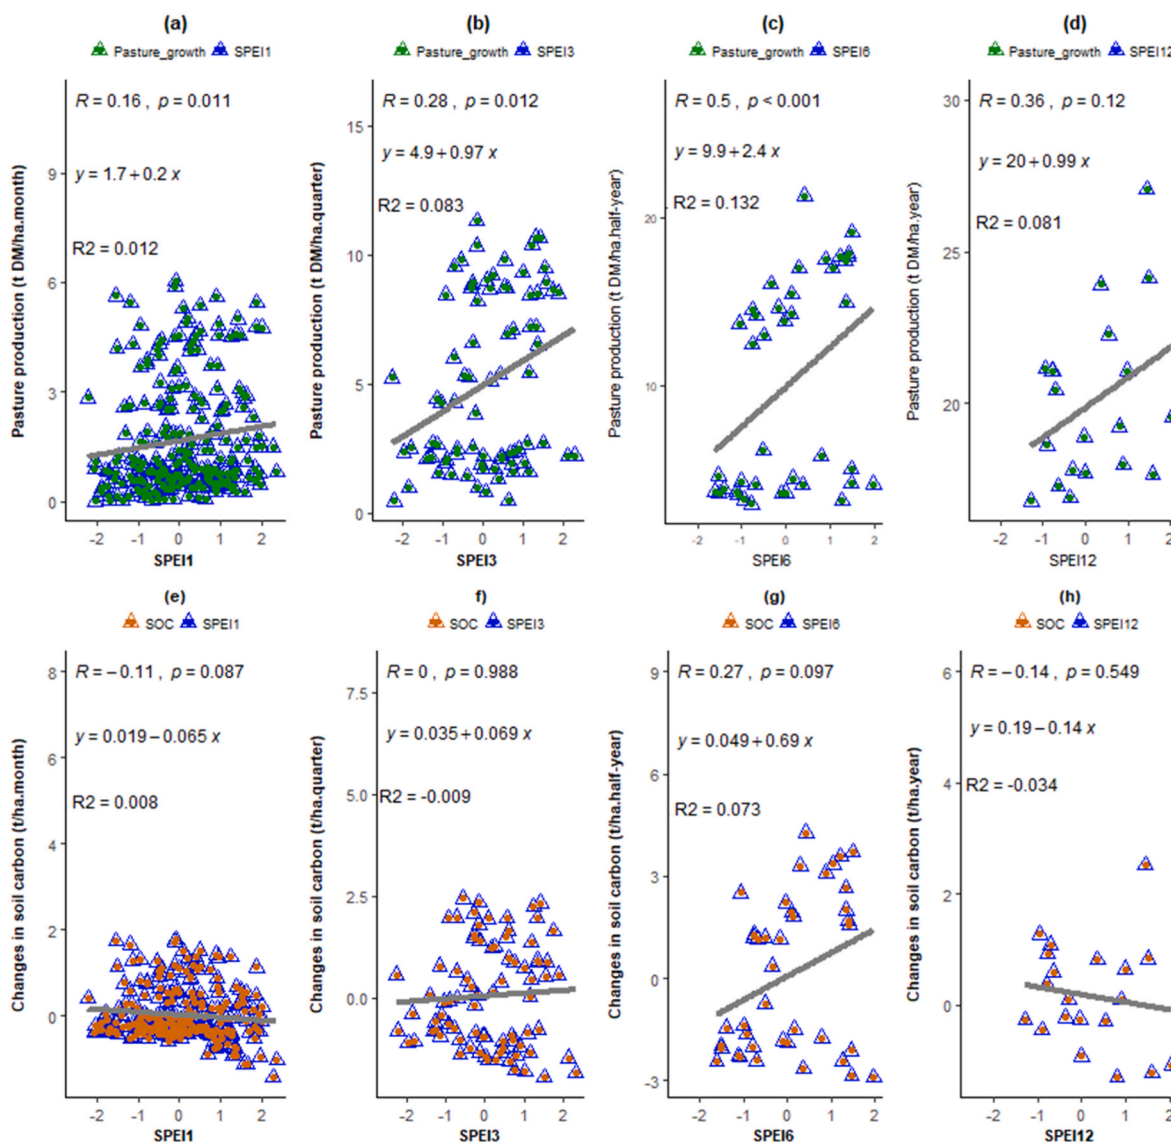 (a)
Pasture_growth SPEI1
R = 0.16 , p = 0.011
y = 1.7 + 0.2 x
R2 = 0.012
Pasture production (t DM/ha.month)
9
6
3
0
-2 -1 0 1 2
SPEI1
(b)
Pasture_growth SPEI3
R = 0.28 , p = 0.012
y = 4.9 + 0.97 x
R2 = 0.083
Pasture production (t DM/ha.quarter)
15
10
5
0
-2 -1 0 1 2
SPEI3
(c)
Pasture_growth SPEI6
R = 0.5 , p < 0.001
y = 9.9 + 2.4 x
R2 = 0.132
Pasture production (t DM/ha.half-year)
20
10
-2 -1 0 1 2
SPEI6
(d)
Pasture_growth SPEI12
R = 0.36 , p = 0.12
y = 20 + 0.99 x
R2 = 0.081
Pasture production (t DM/ha.year)
30
25
20
-2 -1 0 1 2
SPEI12
(e)
SOC SPEI1
R = −0.11 , p = 0.087
y = 0.019 − 0.065 x
R2 = 0.008
Changes in soil carbon (t/ha.month)
8
6
4
2
0
-2 -1 0 1 2
SPEI1
f)
SOC SPEI3
R = 0 , p = 0.988
y = 0.035 + 0.069 x
R2 = -0.009
Changes in soil carbon (t/ha.quarter)
7.5
5.0
2.5
0.0
-2 -1 0 1 2
SPEI3
(g)
SOC SPEI6
R = 0.27 , p = 0.097
y = 0.049 + 0.69 x
R2 = 0.073
Changes in soil carbon (t/ha.half-year)
9
6
3
0
-3
-2 -1 0 1 2
SPEI6
(h)
SOC SPEI12
R = −0.14 , p = 0.549
y = 0.19 − 0.14 x
R2 = -0.034
Changes in soil carbon (t/ha.year)
6
4
2
0
-2 -1 0 1 2
SPEI12